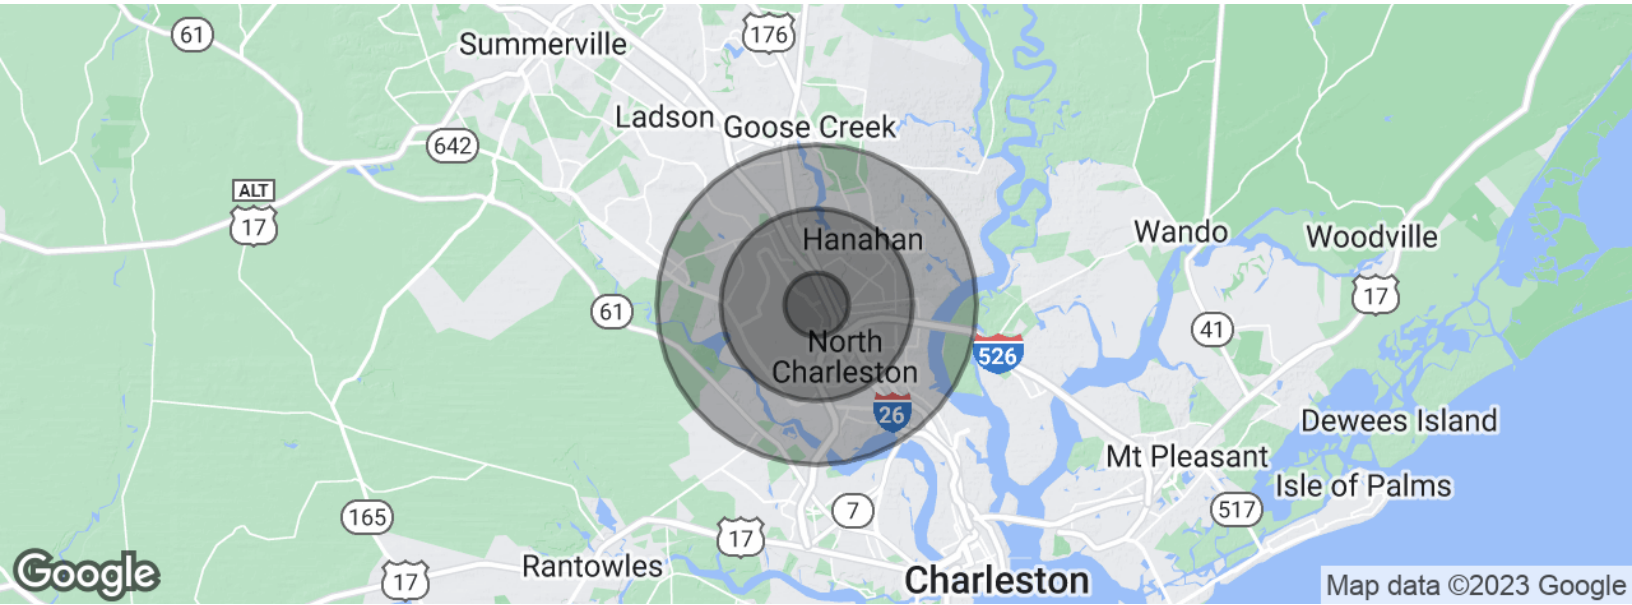 61
176
Summerville
Ladson
Goose Creek
642
ALT
17
Hanahan
Wando
Woodville
17
61
41
North
Charleston
526
26
Dewees Island
Mt Pleasant
Isle of Palms
165
7
517
17
Rantowles
17
Google
Charleston
Map data ©2023 Google